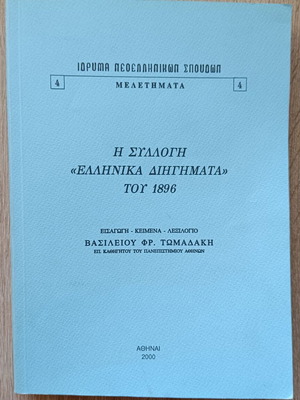 ΙΔΡΥΜΑ ΝΕΟΕΛΛΗΝΙΚΩΝ ΣΠΟΥΔΩΝ
4 ΜΕΛΕΤΗΜΑΤΑ 4
Η ΣΥΛΛΟΓΗ
«ΕΛΛΗΝΙΚΑ ΔΙΗΓΗΜΑΤΑ»
ΤΟΥ 1896
ΕΙΣΑΓΩΓΗ - ΚΕΙΜΕΝΑ - ΛΕΞΙΛΟΓΙΟ
ΒΑΣΙΛΕΙΟΥ ΦΡ. ΤΩΜΑΔΑΚΗ
ΕΙΣ ΚΑΘΗΓΗΤΟΥ ΤΟΥ ΠΑΝΕΠΙΣΤΗΜΙΟΥ ΑΘΗΝΩΝ
ΑΘΗΝΑΙ
2000